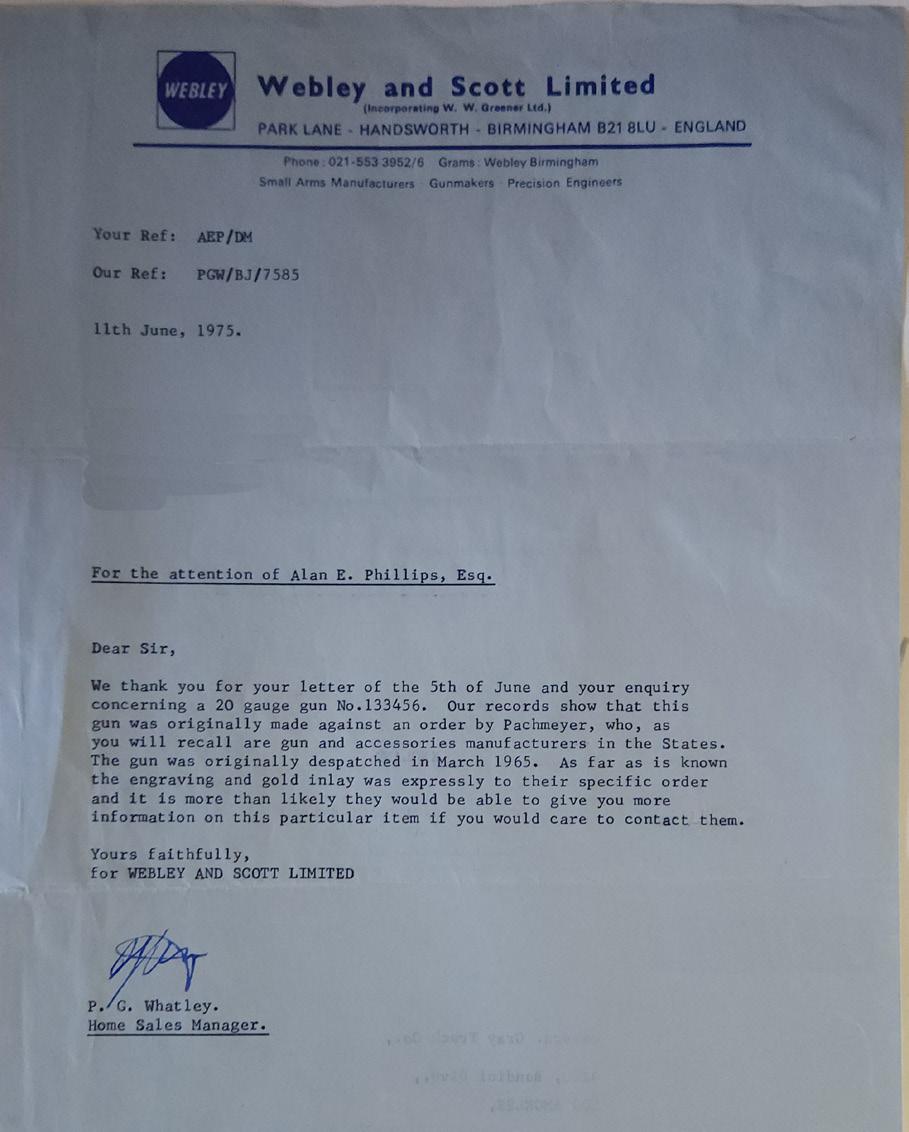 WEBLEY
Webley and Scott Limited
(Incorporating W. W. Greener Ltd.)
PARK LANE - HANDSWORTH - BIRMINGHAM B21 8LU - ENGLAND
Phone : 021-553 3952/6 Grams : Webley Birmingham
Small Arms Manufacturers · Gunmakers · Precision Engineers
Your Ref: AEP/DM
Our Ref: PGW/BJ/7585
11th June, 1975.
For the attention of Alan E. Phillips, Esq.
Dear Sir,
We thank you for your letter of the 5th of June and your enquiry
concerning a 20 gauge gun No.133456. Our records show that this
gun was originally made against an order by Pachmeyer, who, as
you will recall are gun and accessories manufacturers in the States.
The gun was originally despatched in March 1965. As far as is known
the engraving and gold inlay was expressly to their specific order
and it is more than likely they would be able to give you more
information on this particular item if you would care to contact them.
Yours faithfully,
for WEBLEY AND SCOTT LIMITED
P. G. Whatley.
Home Sales Manager.
Gray Truck Co.,
Bandini Blvd.,
ANGELES,